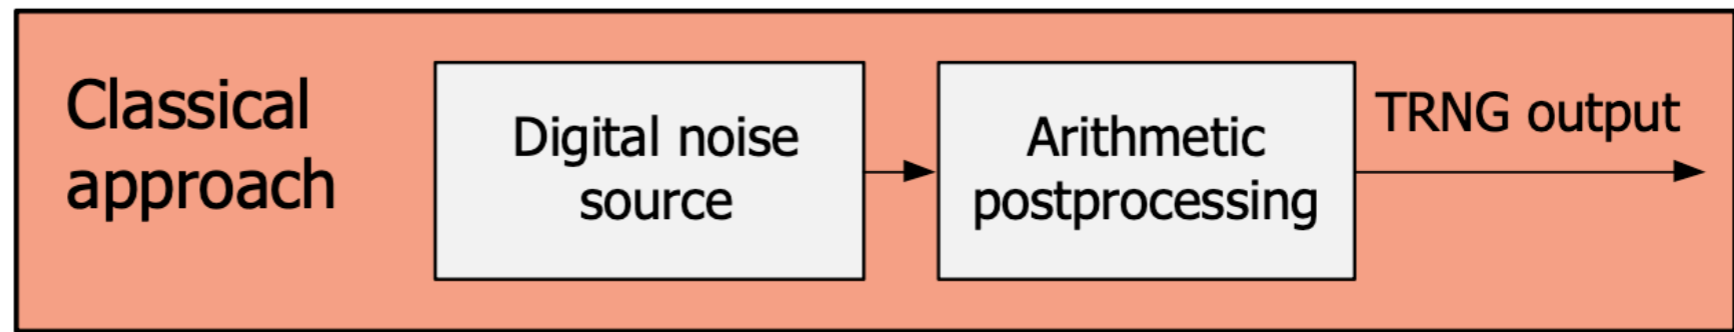 Classical
approach
Digital noise
source
Arithmetic
postprocessing
TRNG output